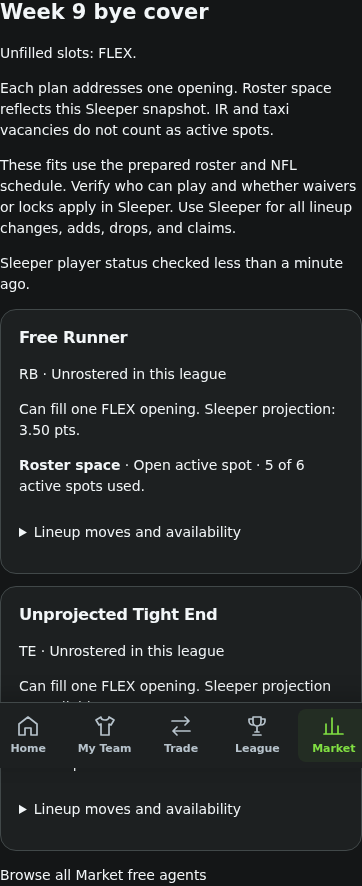 Week 9 bye cover
Unfilled slots: FLEX.
Each plan addresses one opening. Roster space
reflects this Sleeper snapshot. IR and taxi
vacancies do not count as active spots.
These fits use the prepared roster and NFL
schedule. Verify who can play and whether waivers
or locks apply in Sleeper. Use Sleeper for all lineup
changes, adds, drops, and claims.
Sleeper player status checked less than a minute
ago.
Free Runner
RB · Unrostered in this league
Can fill one FLEX opening. Sleeper projection:
3.50 pts.
Roster space · Open active spot · 5 of 6
active spots used.
▶ Lineup moves and availability
Unprojected Tight End
TE · Unrostered in this league
Can fill one FLEX opening. Sleeper projection
Home My Team Trade League Market
▶ Lineup moves and availability
Browse all Market free agents